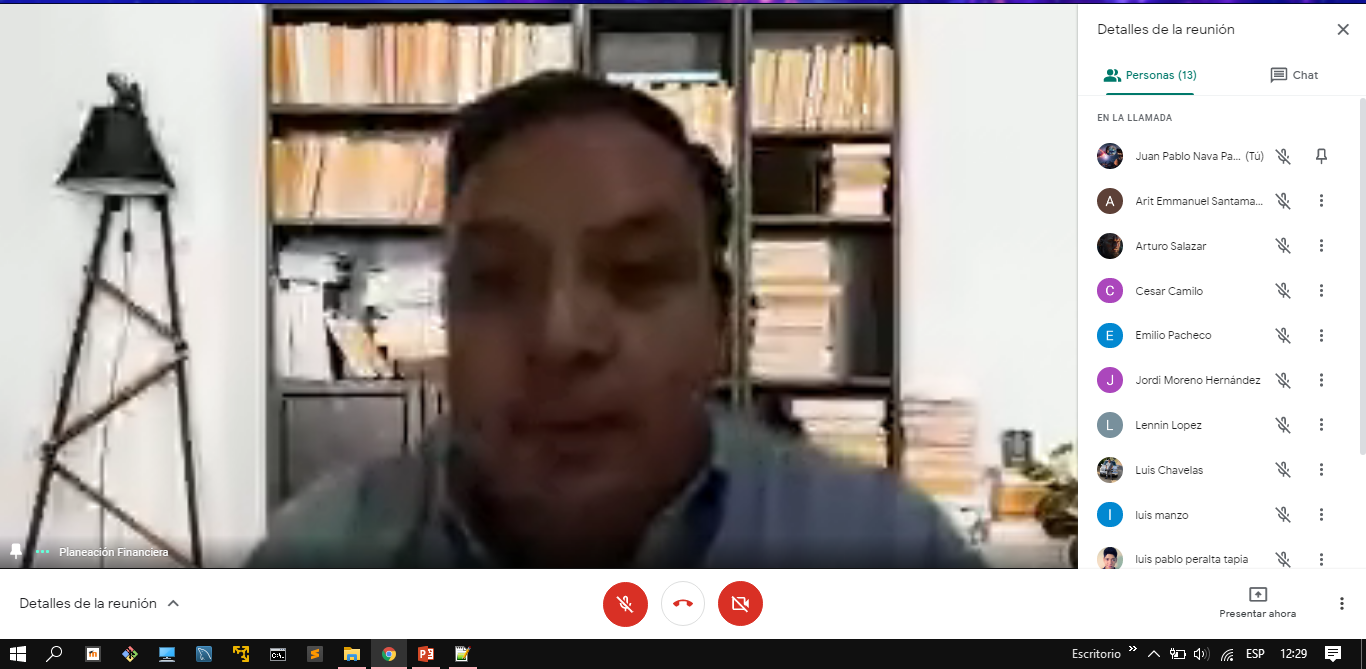 Detalles de la reunión
Personas (13)
Chat
EN LA LLAMADA
Juan Pablo Nava Pa... (Tú)
A
Arit Emmanuel Santama...
Arturo Salazar
C
Cesar Camilo
E
Emilio Pacheco
J
Jordi Moreno Hernández
L
Lennin Lopez
Luis Chavelas
l
luis manzo
luis pablo peralta tapia
Planeación Financiera
Detalles de la reunión
Presentar ahora
Escritorio
ESP
12:29